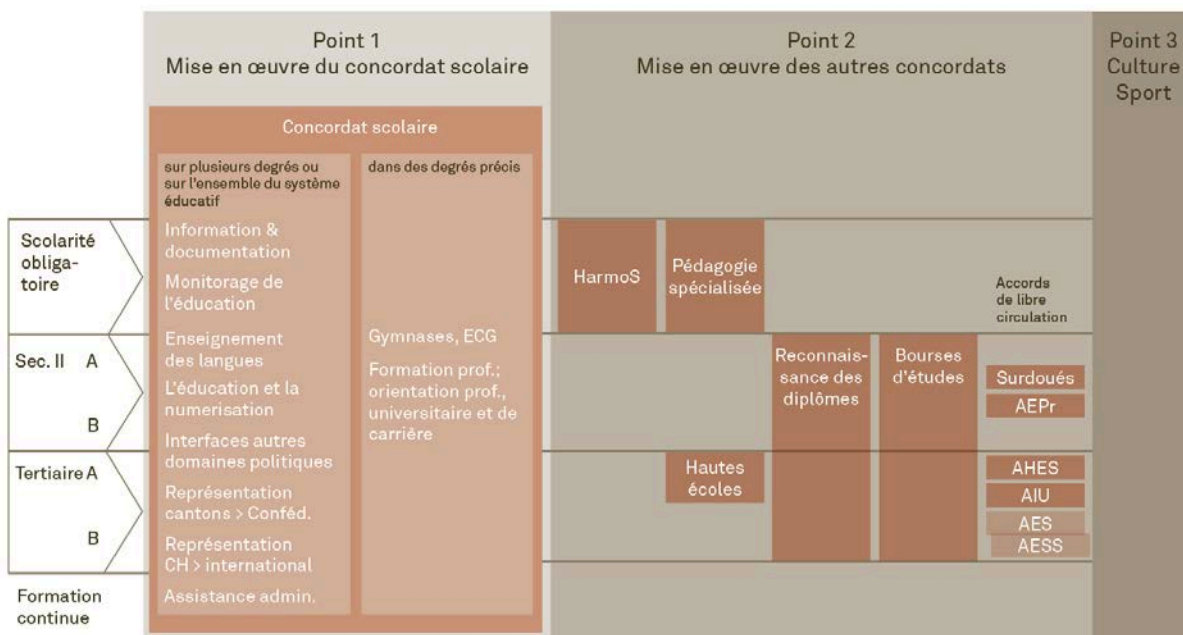 Point 1
Mise en œuvre du concordat scolaire
Point 2
Mise en œuvre des autres concordats
Point 3
Culture
Sport
Concordat scolaire
sur plusieurs degrés ou
sur l'ensemble du système
éducatif
dans des degrés précis
Scolarité
obliga-
toire
Sec. II A
B
Tertiaire A
B
Formation
continue
Information &
documentation
Monitorage de
l'éducation
Enseignement
des langues
L'éducation et la
numerisation
Interfaces autres
domaines politiques
Représentation
cantons > Conféd.
Représentation
CH > international
Assistance admin.
Gymnases, ECG
Formation prof.;
orientation prof.,
universitaire et de
carrière
HarmoS
Pédagogie
spécialisée
Hautes
écoles
Reconnais-
sance des
diplômes
Bourses
d'études
Accords
de libre
circulation
Surdoués
AEPr
AHES
AIU
AES
AESS